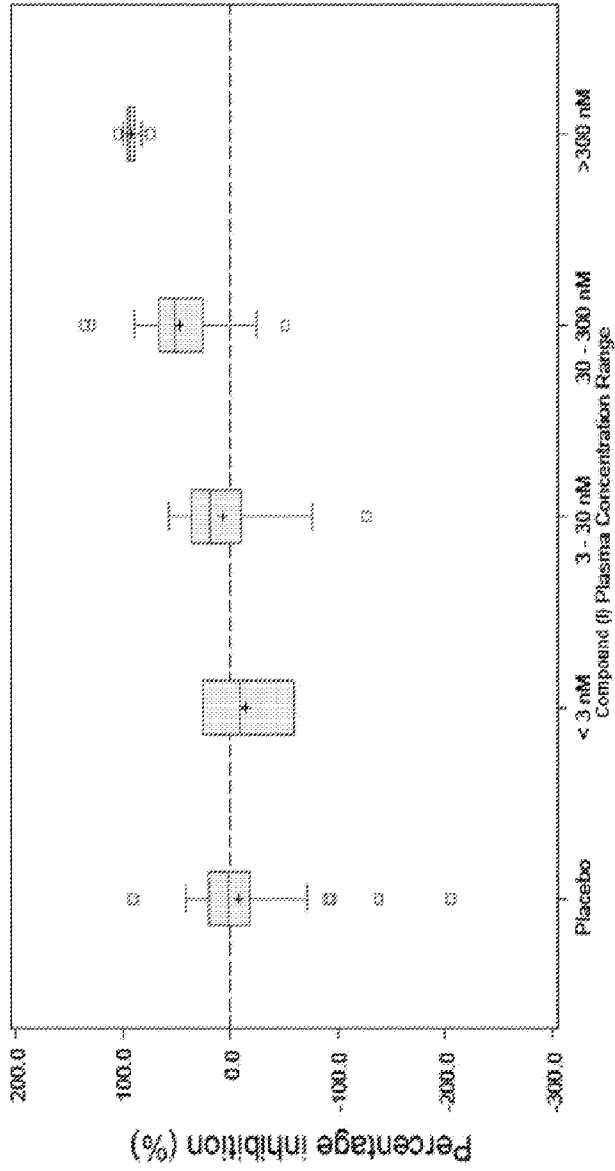 Percentage inhibition (%)
200.0
100.0
0.0
-100.0
-200.0
-300.0
Placebo
< 3 nM
3 - 30 nM
30 - 300 nM
>300 nM
Compound (I) Plasma Concentration Range